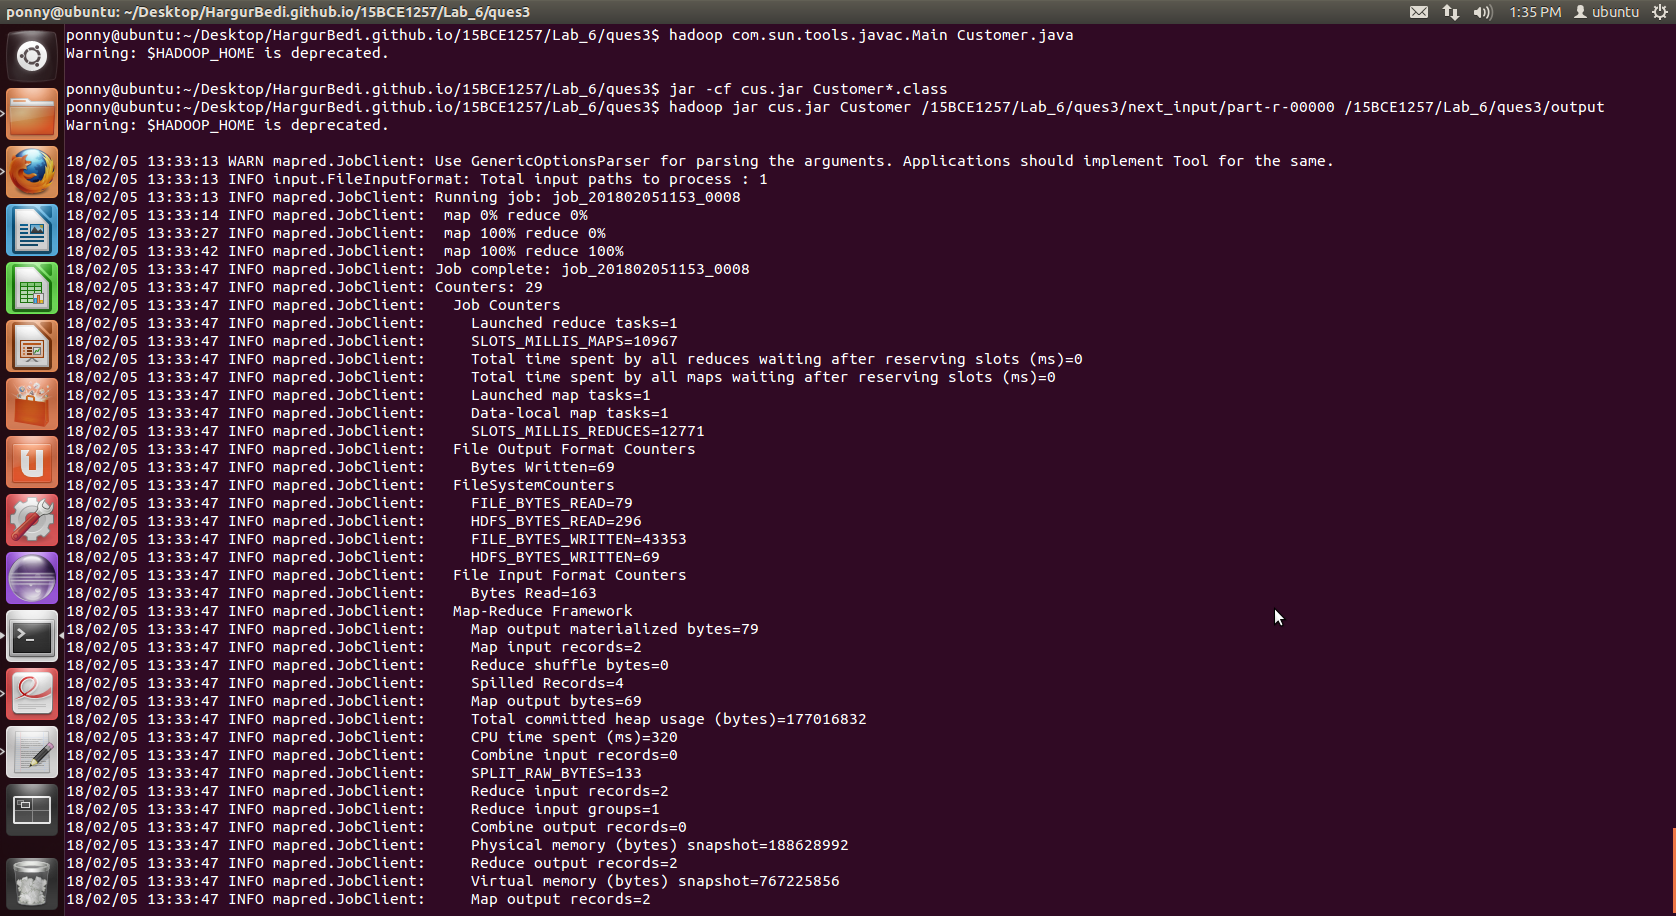 ponny@ubuntu: ~/Desktop/HargurBedi.github.io/15BCE1257/Lab_6/ques3 1:35 PM ubuntu
ponny@ubuntu:~/Desktop/HargurBedi.github.io/15BCE1257/Lab_6/ques3$ hadoop com.sun.tools.javac.Main Customer.java
Warning: $HADOOP_HOME is deprecated.
ponny@ubuntu:~/Desktop/HargurBedi.github.io/15BCE1257/Lab_6/ques3$ jar -cf cus.jar Customer*.class
ponny@ubuntu:~/Desktop/HargurBedi.github.io/15BCE1257/Lab_6/ques3$ hadoop jar cus.jar Customer /15BCE1257/Lab_6/ques3/next_input/part-r-00000 /15BCE1257/Lab_6/ques3/output
Warning: $HADOOP_HOME is deprecated.
18/02/05 13:33:13 WARN mapred.JobClient: Use GenericOptionsParser for parsing the arguments. Applications should implement Tool for the same.
18/02/05 13:33:13 INFO input.FileInputFormat: Total input paths to process : 1
18/02/05 13:33:13 INFO mapred.JobClient: Running job: job_201802051153_0008
18/02/05 13:33:14 INFO mapred.JobClient:  map 0% reduce 0%
18/02/05 13:33:27 INFO mapred.JobClient:  map 100% reduce 0%
18/02/05 13:33:42 INFO mapred.JobClient:  map 100% reduce 100%
18/02/05 13:33:47 INFO mapred.JobClient: Job complete: job_201802051153_0008
18/02/05 13:33:47 INFO mapred.JobClient: Counters: 29
18/02/05 13:33:47 INFO mapred.JobClient:   Job Counters
18/02/05 13:33:47 INFO mapred.JobClient:     Launched reduce tasks=1
18/02/05 13:33:47 INFO mapred.JobClient:     SLOTS_MILLIS_MAPS=10967
18/02/05 13:33:47 INFO mapred.JobClient:     Total time spent by all reduces waiting after reserving slots (ms)=0
18/02/05 13:33:47 INFO mapred.JobClient:     Total time spent by all maps waiting after reserving slots (ms)=0
18/02/05 13:33:47 INFO mapred.JobClient:     Launched map tasks=1
18/02/05 13:33:47 INFO mapred.JobClient:     Data-local map tasks=1
18/02/05 13:33:47 INFO mapred.JobClient:     SLOTS_MILLIS_REDUCES=12771
18/02/05 13:33:47 INFO mapred.JobClient:   File Output Format Counters
18/02/05 13:33:47 INFO mapred.JobClient:     Bytes Written=69
18/02/05 13:33:47 INFO mapred.JobClient:   FileSystemCounters
18/02/05 13:33:47 INFO mapred.JobClient:     FILE_BYTES_READ=79
18/02/05 13:33:47 INFO mapred.JobClient:     HDFS_BYTES_READ=296
18/02/05 13:33:47 INFO mapred.JobClient:     FILE_BYTES_WRITTEN=43353
18/02/05 13:33:47 INFO mapred.JobClient:     HDFS_BYTES_WRITTEN=69
18/02/05 13:33:47 INFO mapred.JobClient:   File Input Format Counters
18/02/05 13:33:47 INFO mapred.JobClient:     Bytes Read=163
18/02/05 13:33:47 INFO mapred.JobClient:   Map-Reduce Framework
18/02/05 13:33:47 INFO mapred.JobClient:     Map output materialized bytes=79
18/02/05 13:33:47 INFO mapred.JobClient:     Map input records=2
18/02/05 13:33:47 INFO mapred.JobClient:     Reduce shuffle bytes=0
18/02/05 13:33:47 INFO mapred.JobClient:     Spilled Records=4
18/02/05 13:33:47 INFO mapred.JobClient:     Map output bytes=69
18/02/05 13:33:47 INFO mapred.JobClient:     Total committed heap usage (bytes)=177016832
18/02/05 13:33:47 INFO mapred.JobClient:     CPU time spent (ms)=320
18/02/05 13:33:47 INFO mapred.JobClient:     Combine input records=0
18/02/05 13:33:47 INFO mapred.JobClient:     SPLIT_RAW_BYTES=133
18/02/05 13:33:47 INFO mapred.JobClient:     Reduce input records=2
18/02/05 13:33:47 INFO mapred.JobClient:     Reduce input groups=1
18/02/05 13:33:47 INFO mapred.JobClient:     Combine output records=0
18/02/05 13:33:47 INFO mapred.JobClient:     Physical memory (bytes) snapshot=188628992
18/02/05 13:33:47 INFO mapred.JobClient:     Reduce output records=2
18/02/05 13:33:47 INFO mapred.JobClient:     Virtual memory (bytes) snapshot=767225856
18/02/05 13:33:47 INFO mapred.JobClient:     Map output records=2